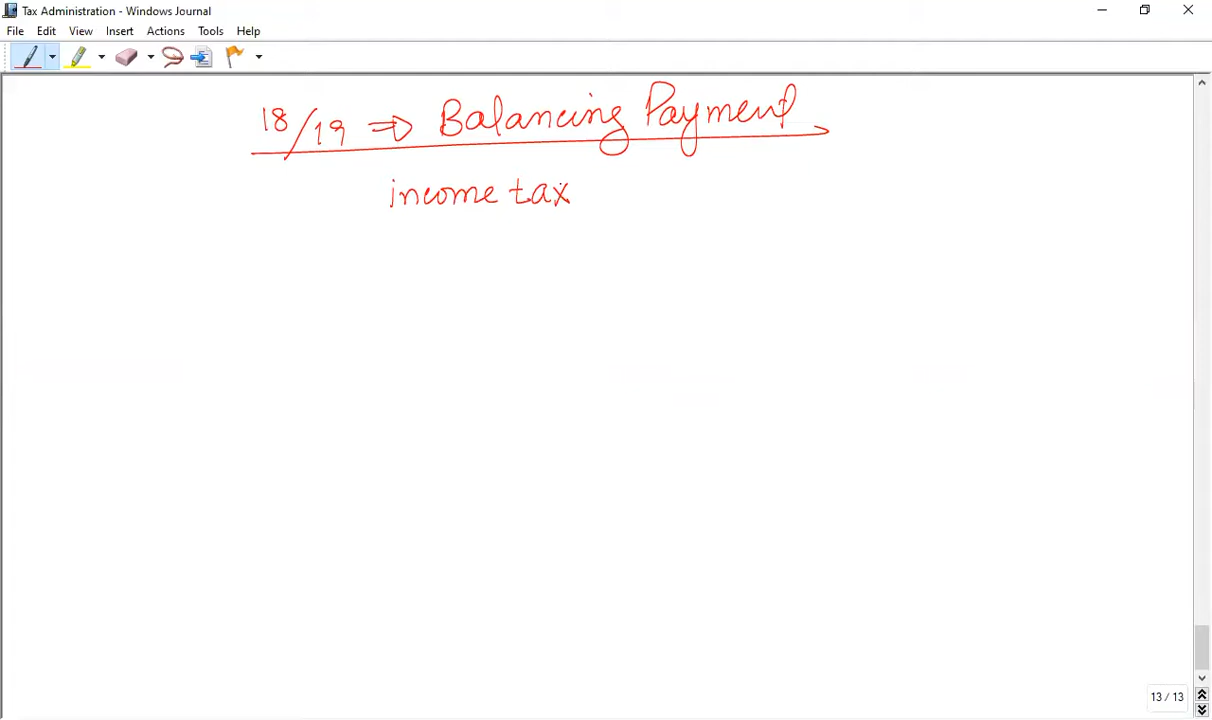 Tax Administration - Windows Journal
File Edit View Insert Actions Tools Help
18/19 ⇒ Balancing Payment
income tax
13 / 13